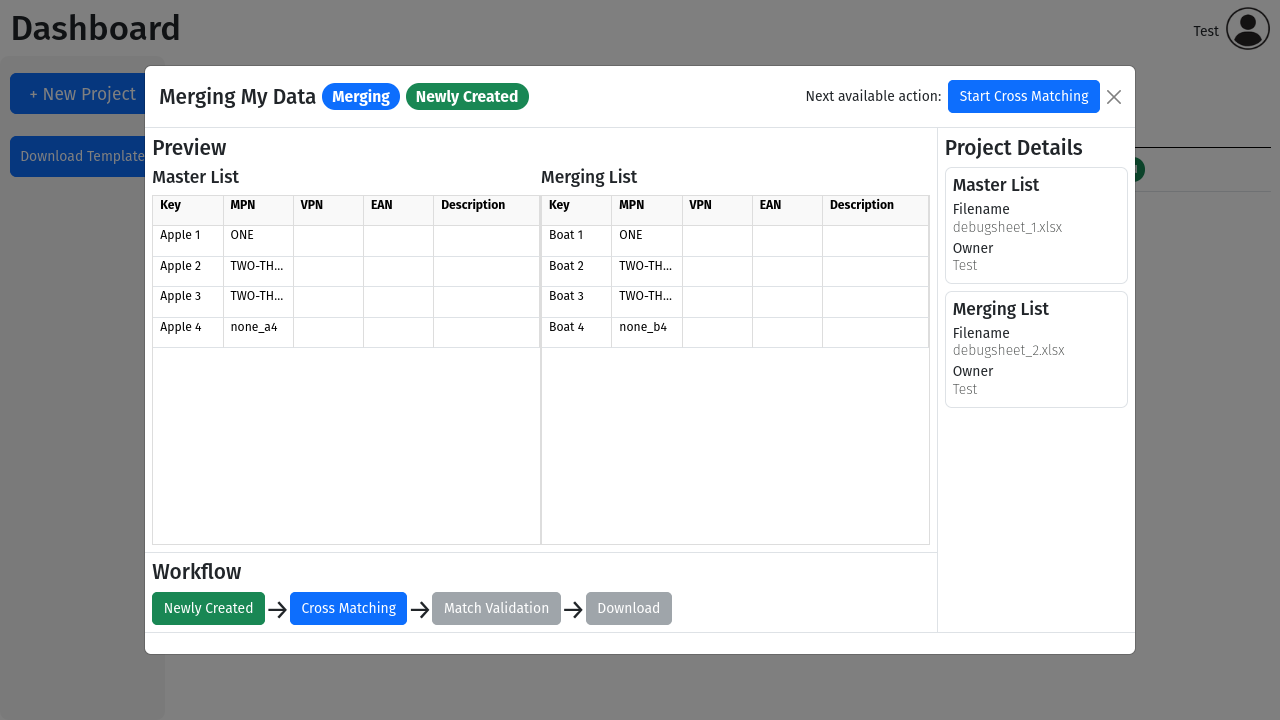 Dashboard
Test
+ New Project
Download Template
Merging My Data Merging Newly Created
Next available action: Start Cross Matching
Preview
Master List
Key MPN VPN EAN Description
Apple 1 ONE
Apple 2 TWO-TH...
Apple 3 TWO-TH...
Apple 4 none_a4
Merging List
Key MPN VPN EAN Description
Boat 1 ONE
Boat 2 TWO-TH...
Boat 3 TWO-TH...
Boat 4 none_b4
Workflow
Newly Created → Cross Matching → Match Validation → Download
Project Details
Master List
Filename
debugsheet_1.xlsx
Owner
Test
Merging List
Filename
debugsheet_2.xlsx
Owner
Test